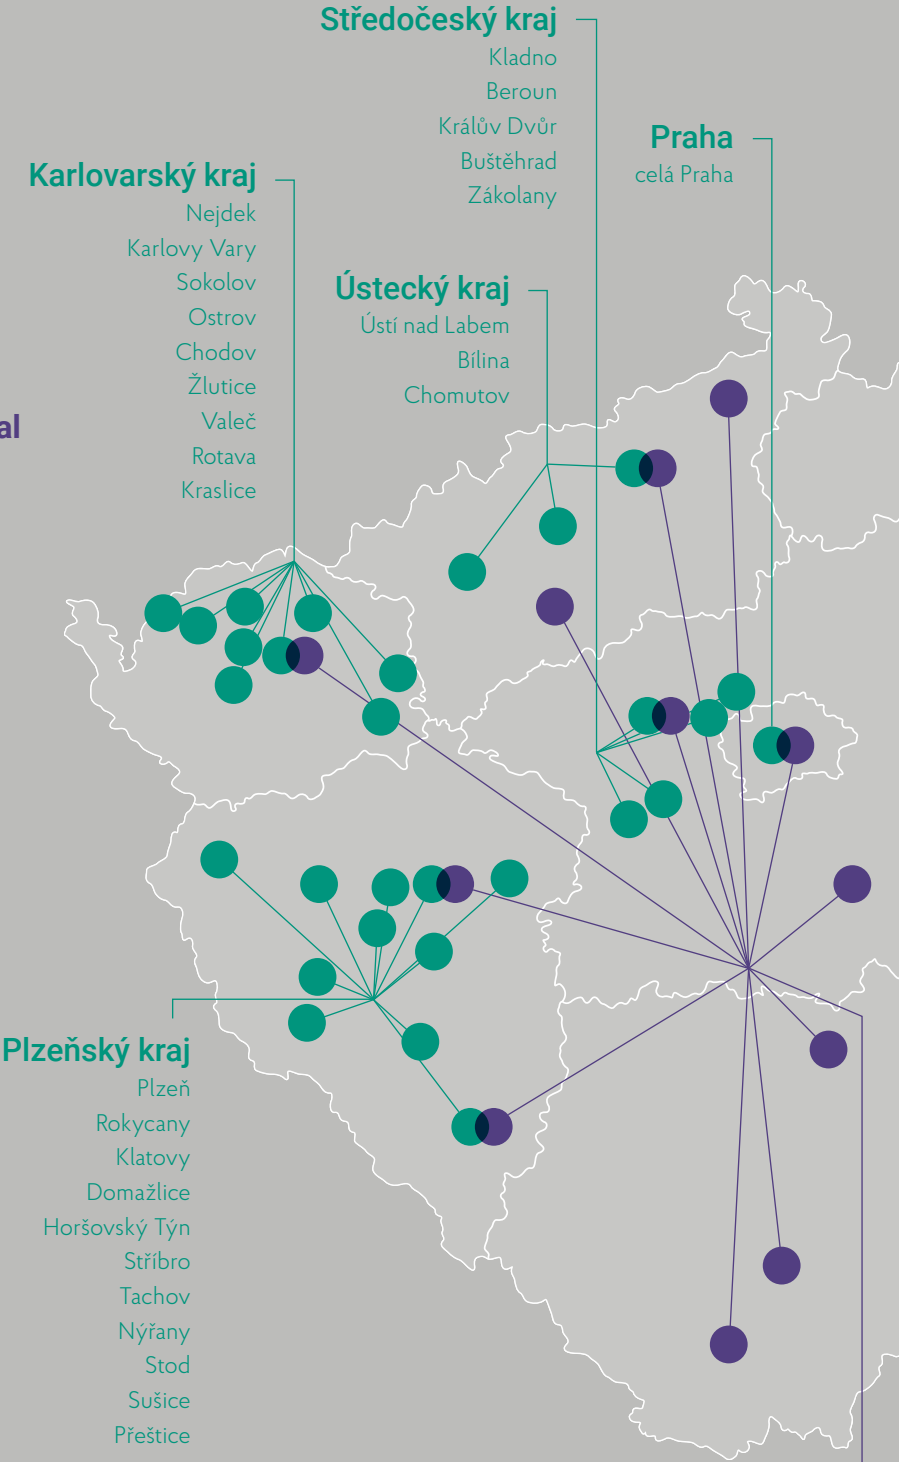 Středočeský kraj
Kladno
Beroun
Králův Dvůr
Buštěhrad
Zákolany
Praha
celá Praha
Karlovarský kraj
Nejdek
Karlovy Vary
Sokolov
Ostrov
Chodov
Žlutice
Valeč
Rotava
Kraslice
Ústecký kraj
Ústí nad Labem
Bílina
Chomutov
al
Plzeňský kraj
Plzeň
Rokycany
Klatovy
Domažlice
Horšovský Týn
Stříbro
Tachov
Nýřany
Stod
Sušice
Přeštice